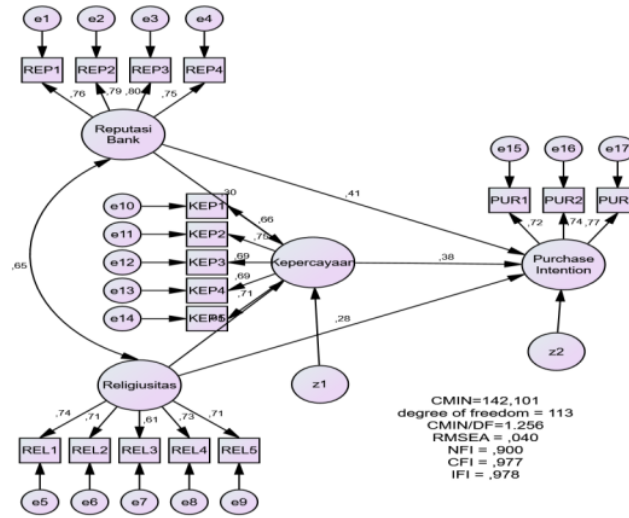 e1 e2 e3 e4
REP1 REP2 REP3 REP4
,76 ,79 ,80 ,75
Reputasi
Bank
e15 e16 e17
PUR1 PUR2 PUR
,72 ,74 ,77
,30
,41
,66
e10 KEP1
e11 KEP2
,75
e12 KEP3
,69
e13 KEP4
,69
e14
,71
Kepercayaan
,38
Purchase
Intention
,65
,28
Religiusitas
z1
z2
,74 ,71 ,61 ,73 ,71
REL1 REL2 REL3 REL4 REL5
e5 e6 e7 e8 e9
CMIN=142,101
degree of freedom = 113
CMIN/DF=1.256
RMSEA = ,040
NFI = ,900
CFI = ,977
IFI = ,978